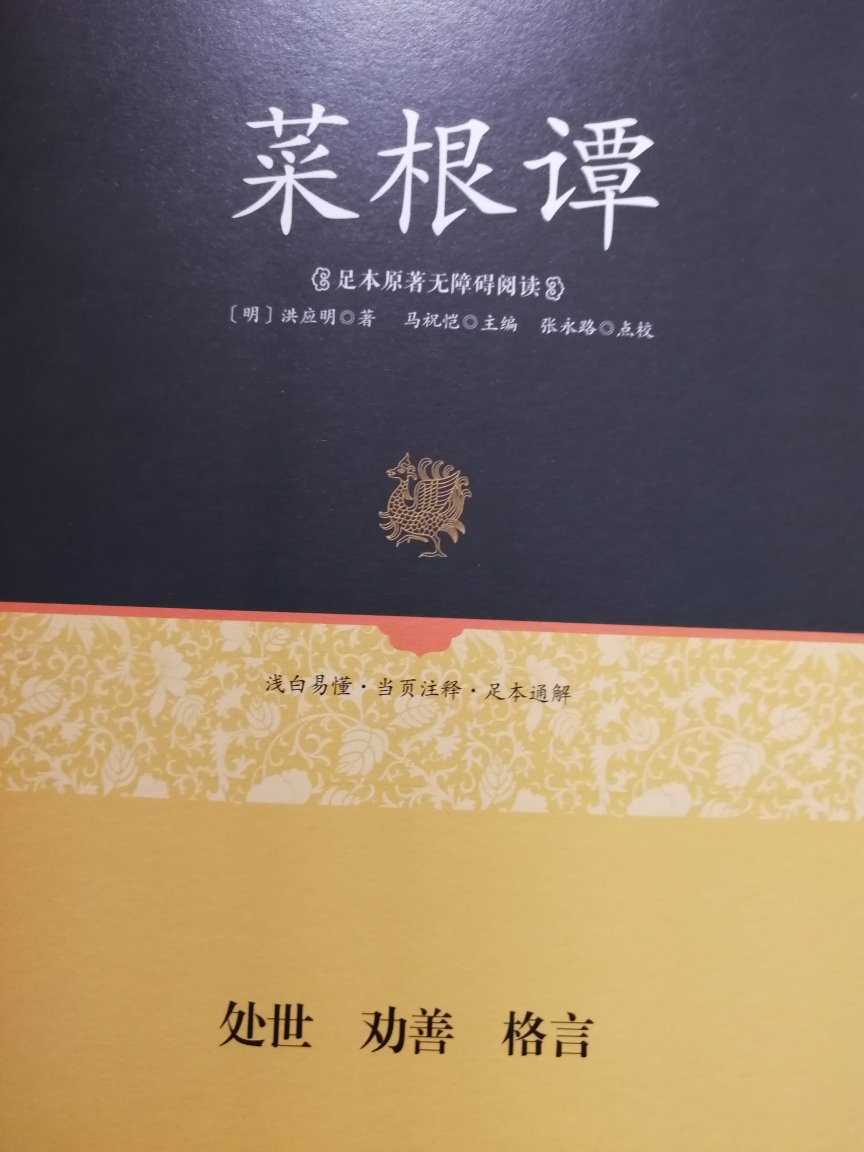 菜根谭
足本原著无障碍阅读
〔明〕洪应明◎著 马祝恺◎主编 张永路◎点校
浅白易懂·当页注释·足本通解
处世 劝善 格言